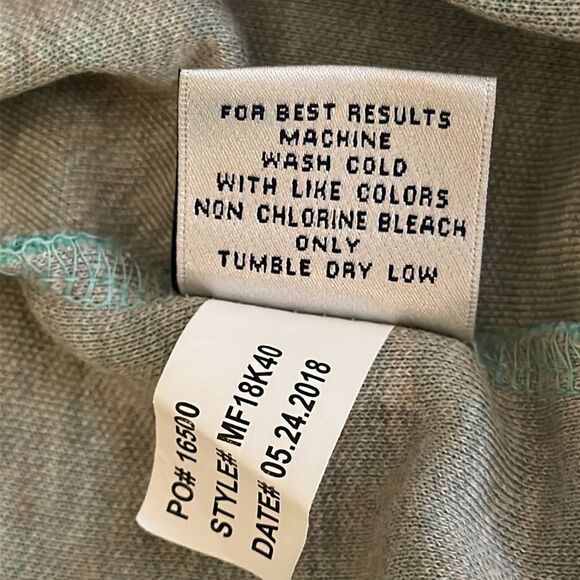 FOR BEST RESULTS
MACHINE
WASH COLD
WITH LIKE COLORS
NON CHLORINE BLEACH
ONLY
TUMBLE DRY LOW
PO# 16500
STYLE# MF18K40
DATE# 05.24.2018